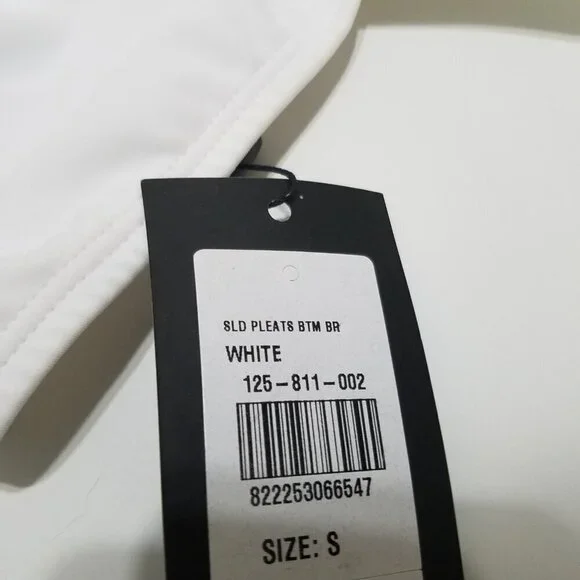 SLD PLEATS BTM BR
WHITE
125-811-002
822253066547
SIZE: S